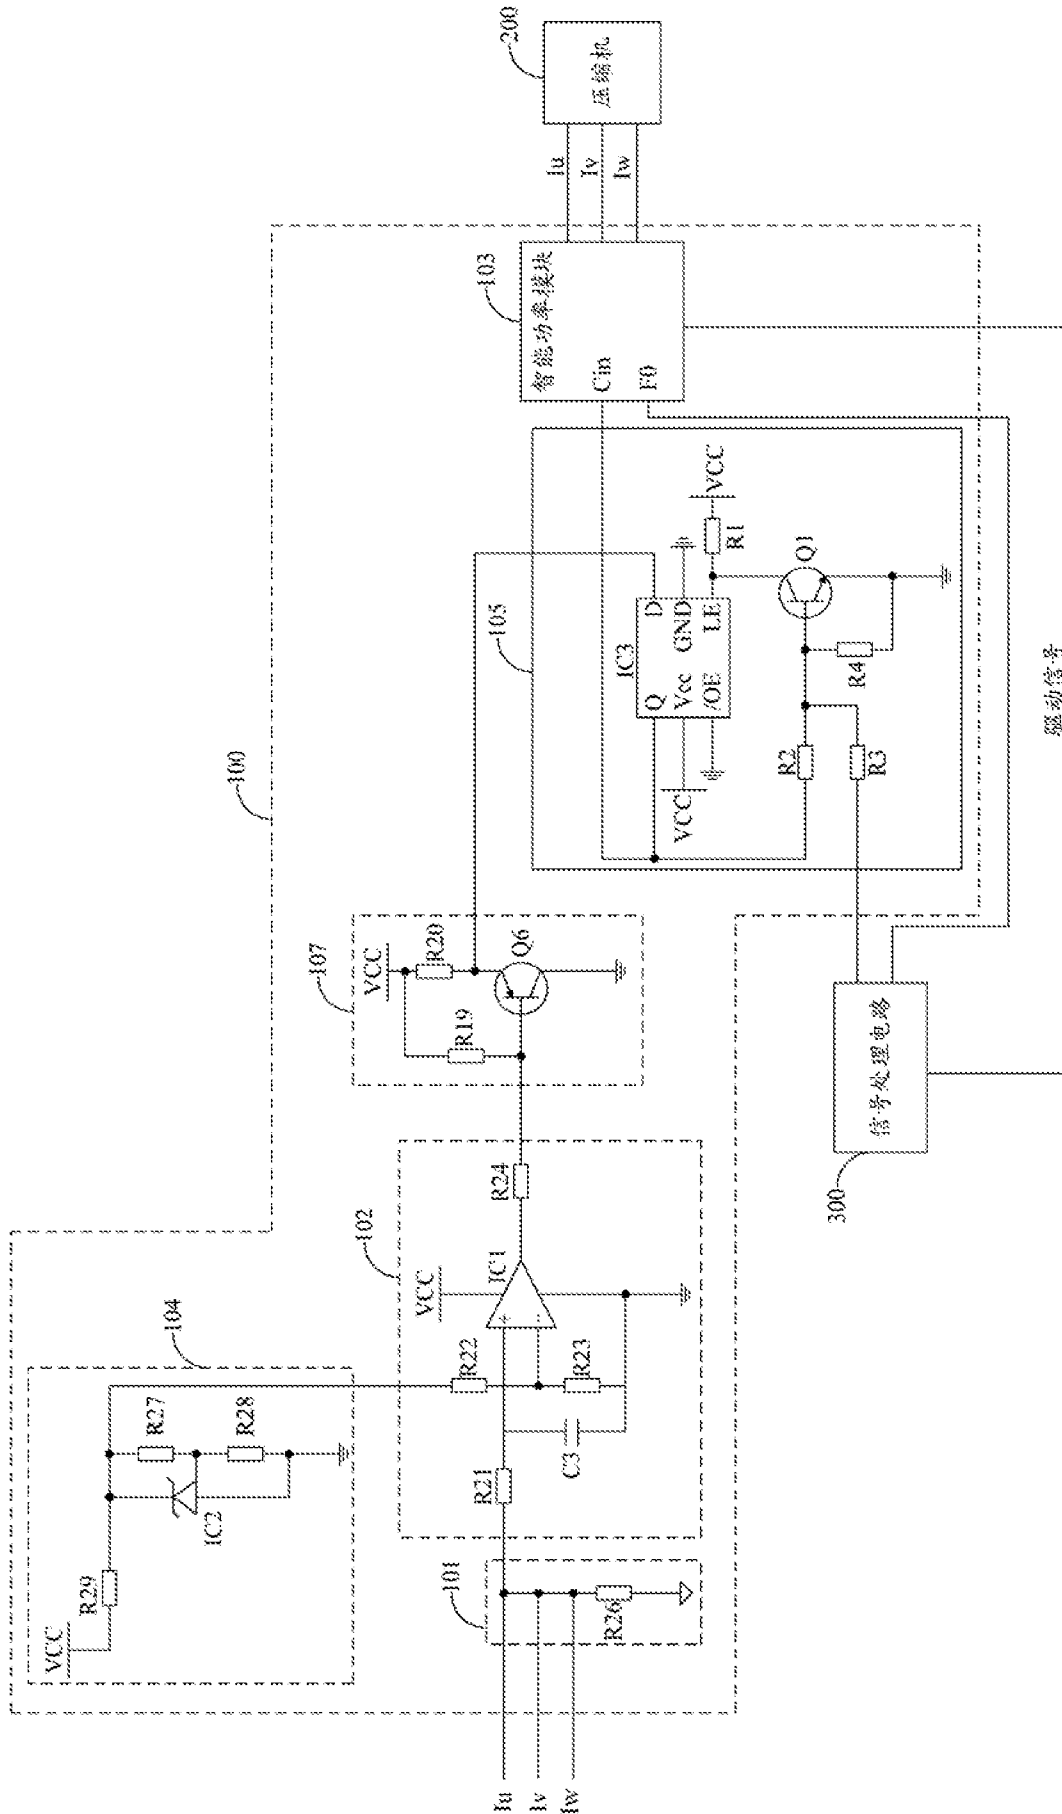 100
104
VCC
R29
R27
R28
IC2
102
VCC
R22
IC1
R21
R23
R24
C3
101
R26
Iu
Iv
Iw
107
VCC
R20
R19
Q6
105
IC3
Q
D
Vcc
GND
/OE
LE
VCC
VCC
R1
Q1
R2
R4
R3
103
智能功率模块
Cin
F0
Iu
Iv
Iw
200
压缩机
300
信号处理电路
驱动信号